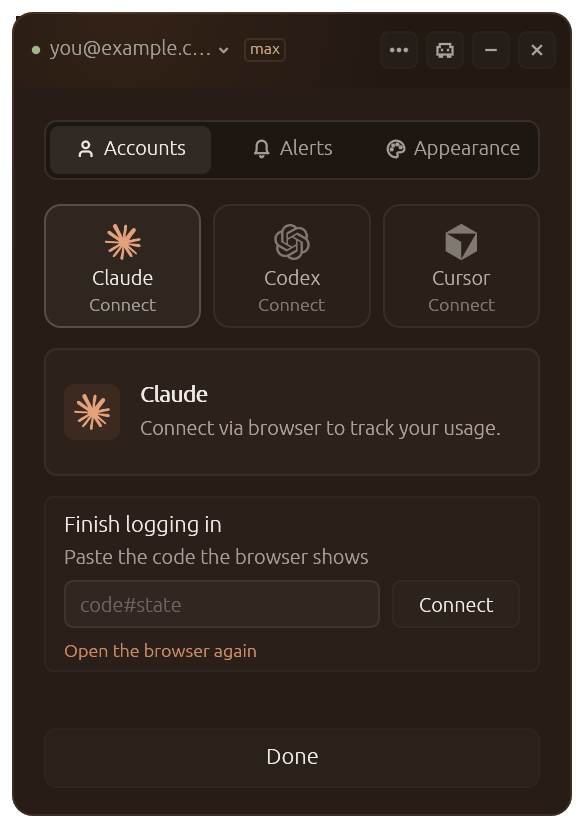 you@example.c... max
Accounts Alerts Appearance
Claude Codex Cursor
Connect Connect Connect
Claude
Connect via browser to track your usage.
Finish logging in
Paste the code the browser shows
code#state Connect
Open the browser again
Done